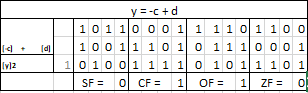 y = -c + d
1 0 1 1 0 0 0 1 1 1 1 0 1 1 0 0
[-c] + [d] 1 0 0 1 1 1 0 1 0 1 1 0 0 0 0 1
[y]2 1 0 1 0 0 1 1 1 1 0 1 0 0 1 1 0 1
SF = 0 CF = 1 OF = 1 ZF = 0